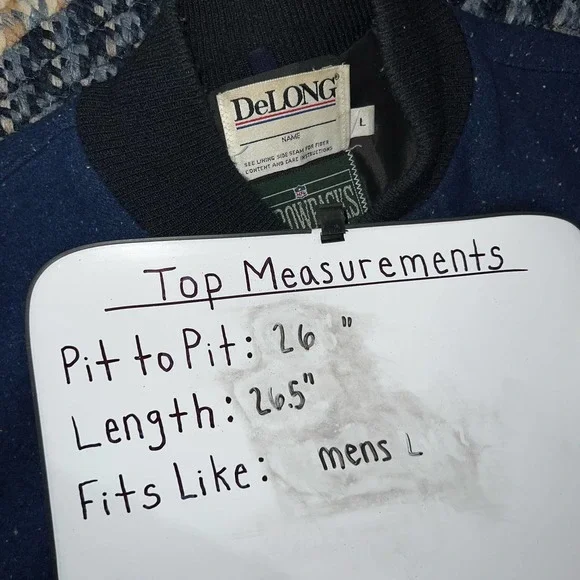 DeLONG®
L
NAME
SEE LINING SIDE SEAM FOR FIBER
CONTENT AND CARE INSTRUCTIONS
NFL
Top Measurements
Pit to Pit: 26"
Length: 26.5"
Fits Like: mens L